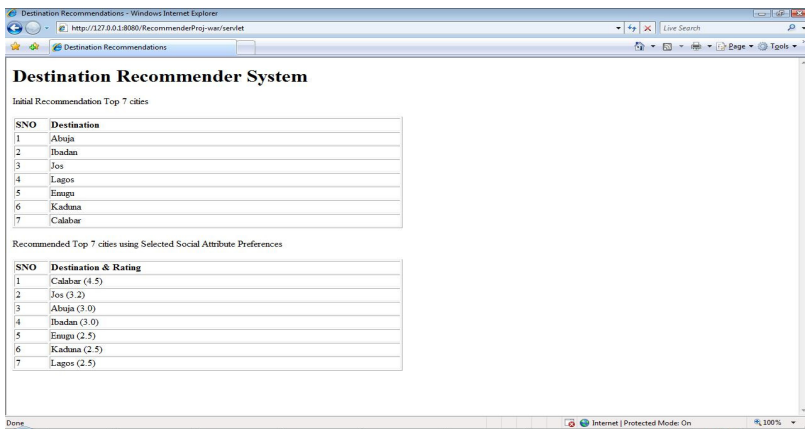 Destination Recommendations - Windows Internet Explorer
http://127.0.0.1:8080/RecommenderProj-war/servlet
Live Search
Destination Recommendations
Page
Tools
Destination Recommender System
Initial Recommendation Top 7 cities
SNO Destination
1 Abuja
2 Ibadan
3 Jos
4 Lagos
5 Enugu
6 Kaduna
7 Calabar
Recommended Top 7 cities using Selected Social Attribute Preferences
SNO Destination & Rating
1 Calabar (4.5)
2 Jos (3.2)
3 Abuja (3.0)
4 Ibadan (3.0)
5 Enugu (2.5)
6 Kaduna (2.5)
7 Lagos (2.5)
Done
Internet | Protected Mode: On
100%